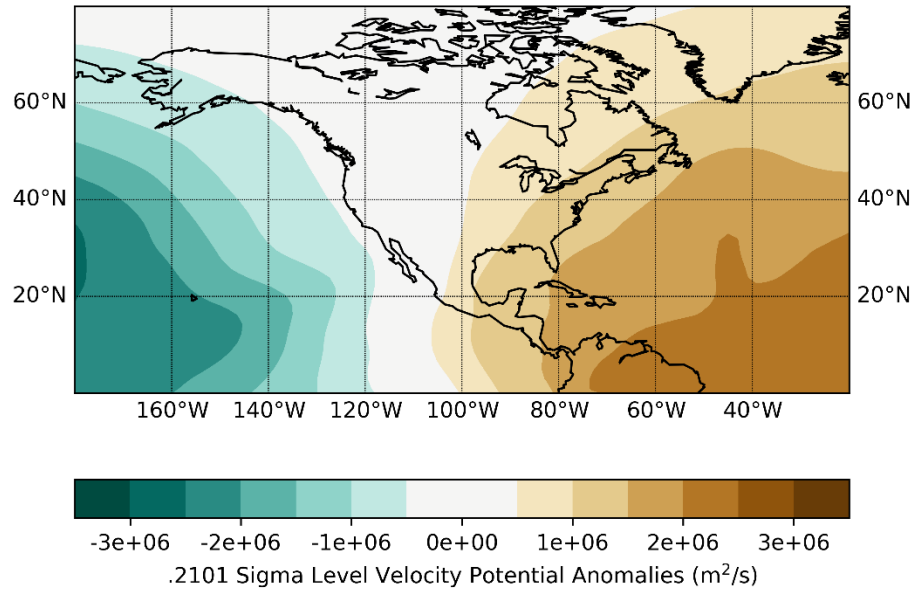 60°N 60°N
40°N 40°N
20°N 20°N
160°W 140°W 120°W 100°W 80°W 60°W 40°W
-3e+06 -2e+06 -1e+06 0e+00 1e+06 2e+06 3e+06
.2101 Sigma Level Velocity Potential Anomalies (m²/s)